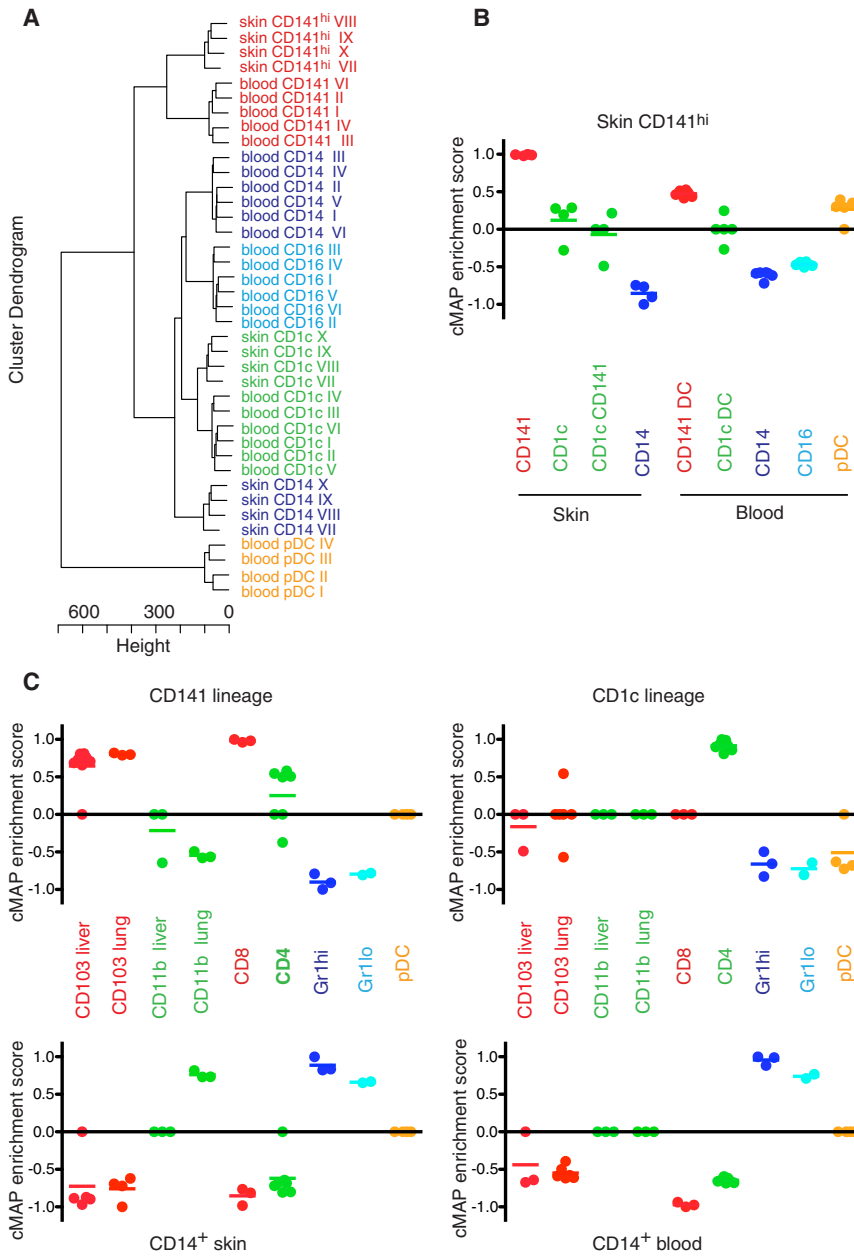 A
Cluster Dendrogram
skin CD141hi VIII
skin CD141hi IX
skin CD141hi X
skin CD141hi VII
blood CD141 VI
blood CD141 II
blood CD141 I
blood CD141 IV
blood CD141 III
blood CD14 III
blood CD14 IV
blood CD14 II
blood CD14 V
blood CD14 I
blood CD14 VI
blood CD16 III
blood CD16 IV
blood CD16 I
blood CD16 V
blood CD16 VI
blood CD16 II
skin CD1c X
skin CD1c IX
skin CD1c VIII
skin CD1c VII
blood CD1c IV
blood CD1c III
blood CD1c VI
blood CD1c I
blood CD1c II
blood CD1c V
skin CD14 X
skin CD14 IX
skin CD14 VIII
skin CD14 VII
blood pDC IV
blood pDC III
blood pDC II
blood pDC I
600 300 0
Height
B
Skin CD141hi
cMAP enrichment score
1.0
0.5
0.0
-0.5
-1.0
CD141
CD1c
CD1c CD141
CD14
CD141 DC
CD1c DC
CD14
CD16
pDC
Skin
Blood
C
CD141 lineage
cMAP enrichment score
1.0
0.5
0.0
-0.5
-1.0
CD103 liver
CD103 lung
CD11b liver
CD11b lung
CD8
CD4
Gr1hi
Gr1lo
pDC
CD1c lineage
cMAP enrichment score
1.0
0.5
0.0
-0.5
-1.0
CD103 liver
CD103 lung
CD11b liver
CD11b lung
CD8
CD4
Gr1hi
Gr1lo
pDC
cMAP enrichment score
1.0
0.5
0.0
-0.5
-1.0
CD14+ skin
cMAP enrichment score
1.0
0.5
0.0
-0.5
-1.0
CD14+ blood